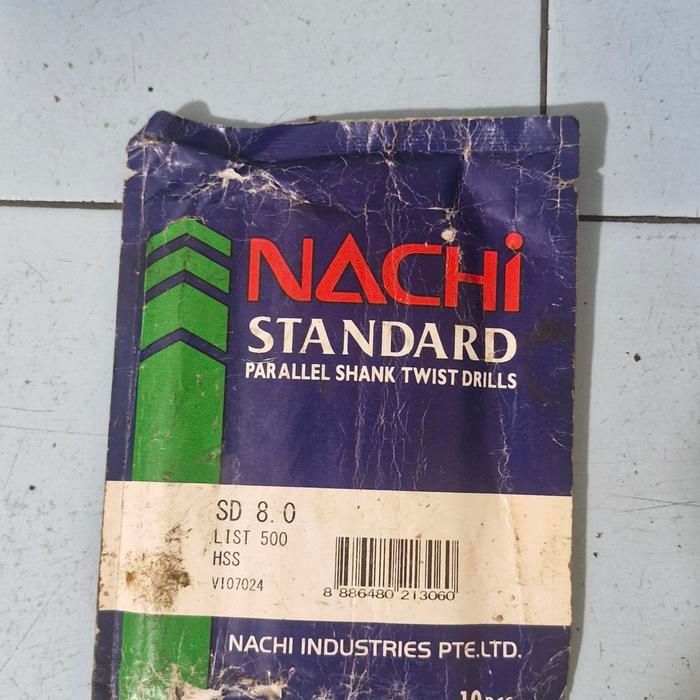 NACHi
STANDARD
PARALLEL SHANK TWIST DRILLS
SD 8.0
LIST 500
HSS
VI07024
8 886480 213060
NACHI INDUSTRIES PTE.LTD.